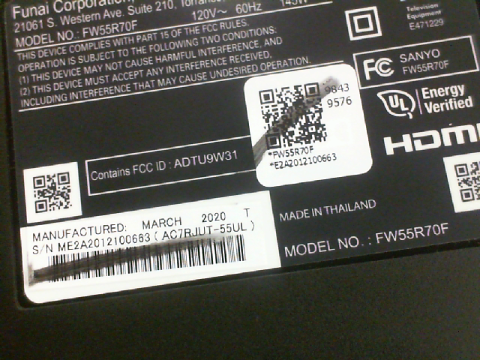 Funai Corporation,
21061 S. Western Ave. Suite 210,
MODEL NO.: FW55R70F 120V～ 60Hz 145W
THIS DEVICE COMPLIES WITH PART 15 OF THE FCC RULES.
OPERATION IS SUBJECT TO THE FOLLOWING TWO CONDITIONS:
(1) THIS DEVICE MAY NOT CAUSE HARMFUL INTERFERENCE, AND
(2) THIS DEVICE MUST ACCEPT ANY INTERFERENCE RECEIVED,
INCLUDING INTERFERENCE THAT MAY CAUSE UNDESIRED OPERATION.
Television
Equipment
E471229
FC SANYO
FW55R70F
UL Energy
Verified
HDMI
9843
9576
*FW55R70F
*E2A2012100663
Contains FCC ID : ADTU9W31
MANUFACTURED: MARCH 2020 T
S/N ME2A2012100663 ( AC7RJUT-55UL )
MADE IN THAILAND
MODEL NO. : FW55R70F